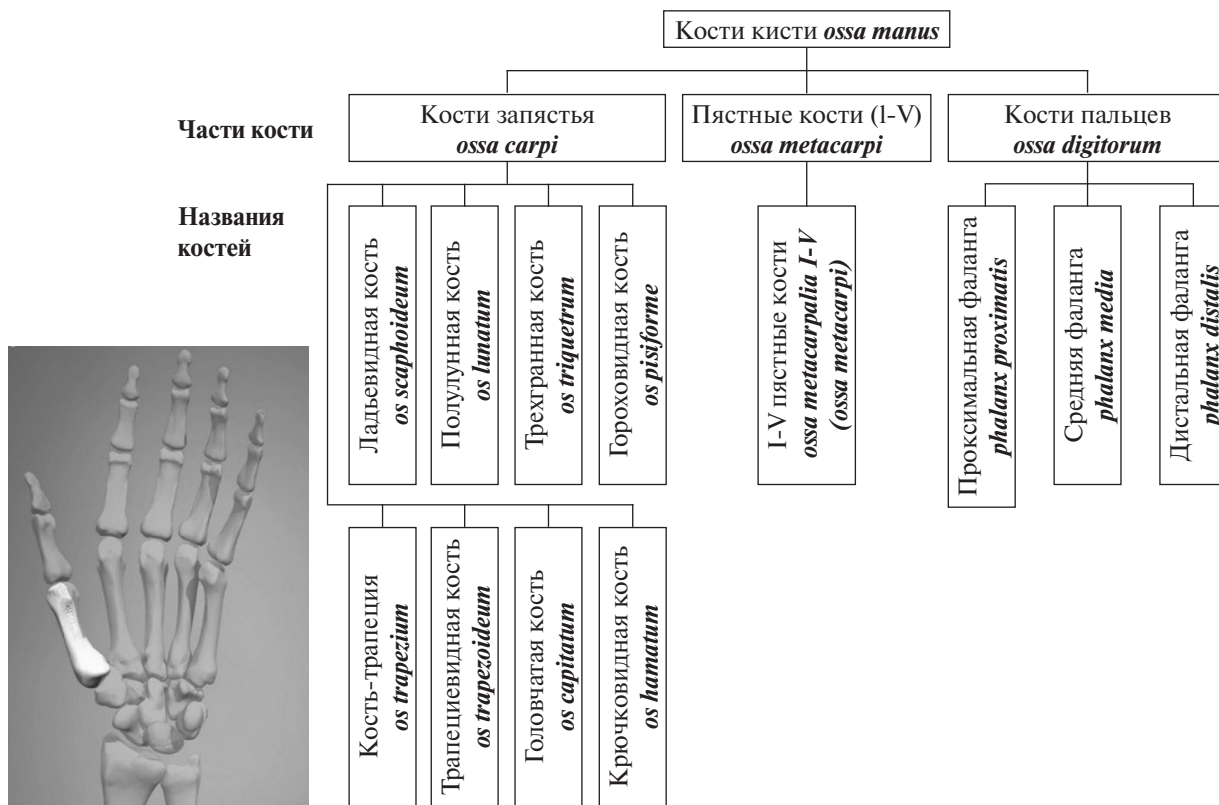 Кости кисти ossa manus
Части кости
Кости запястья
ossa carpi
Пястные кости (l-V)
ossa metacarpi
Кости пальцев
ossa digitorum
Названия
костей
Ладьевидная кость
os scaphoideum
Полулунная кость
os lunatum
Трехгранная кость
os triquetrum
Гороховидная кость
os pisiforme
I-V пястные кости
ossa metacarpalia I-V
(ossa metacarpi)
Проксимальная фаланга
phalanx proximatis
Средняя фаланга
phalanx media
Дистальная фаланга
phalanx distalis
Кость-трапеция
os trapezium
Трапециевидная кость
os trapezoideum
Головчатая кость
os capitatum
Крючковидная кость
os hamatum